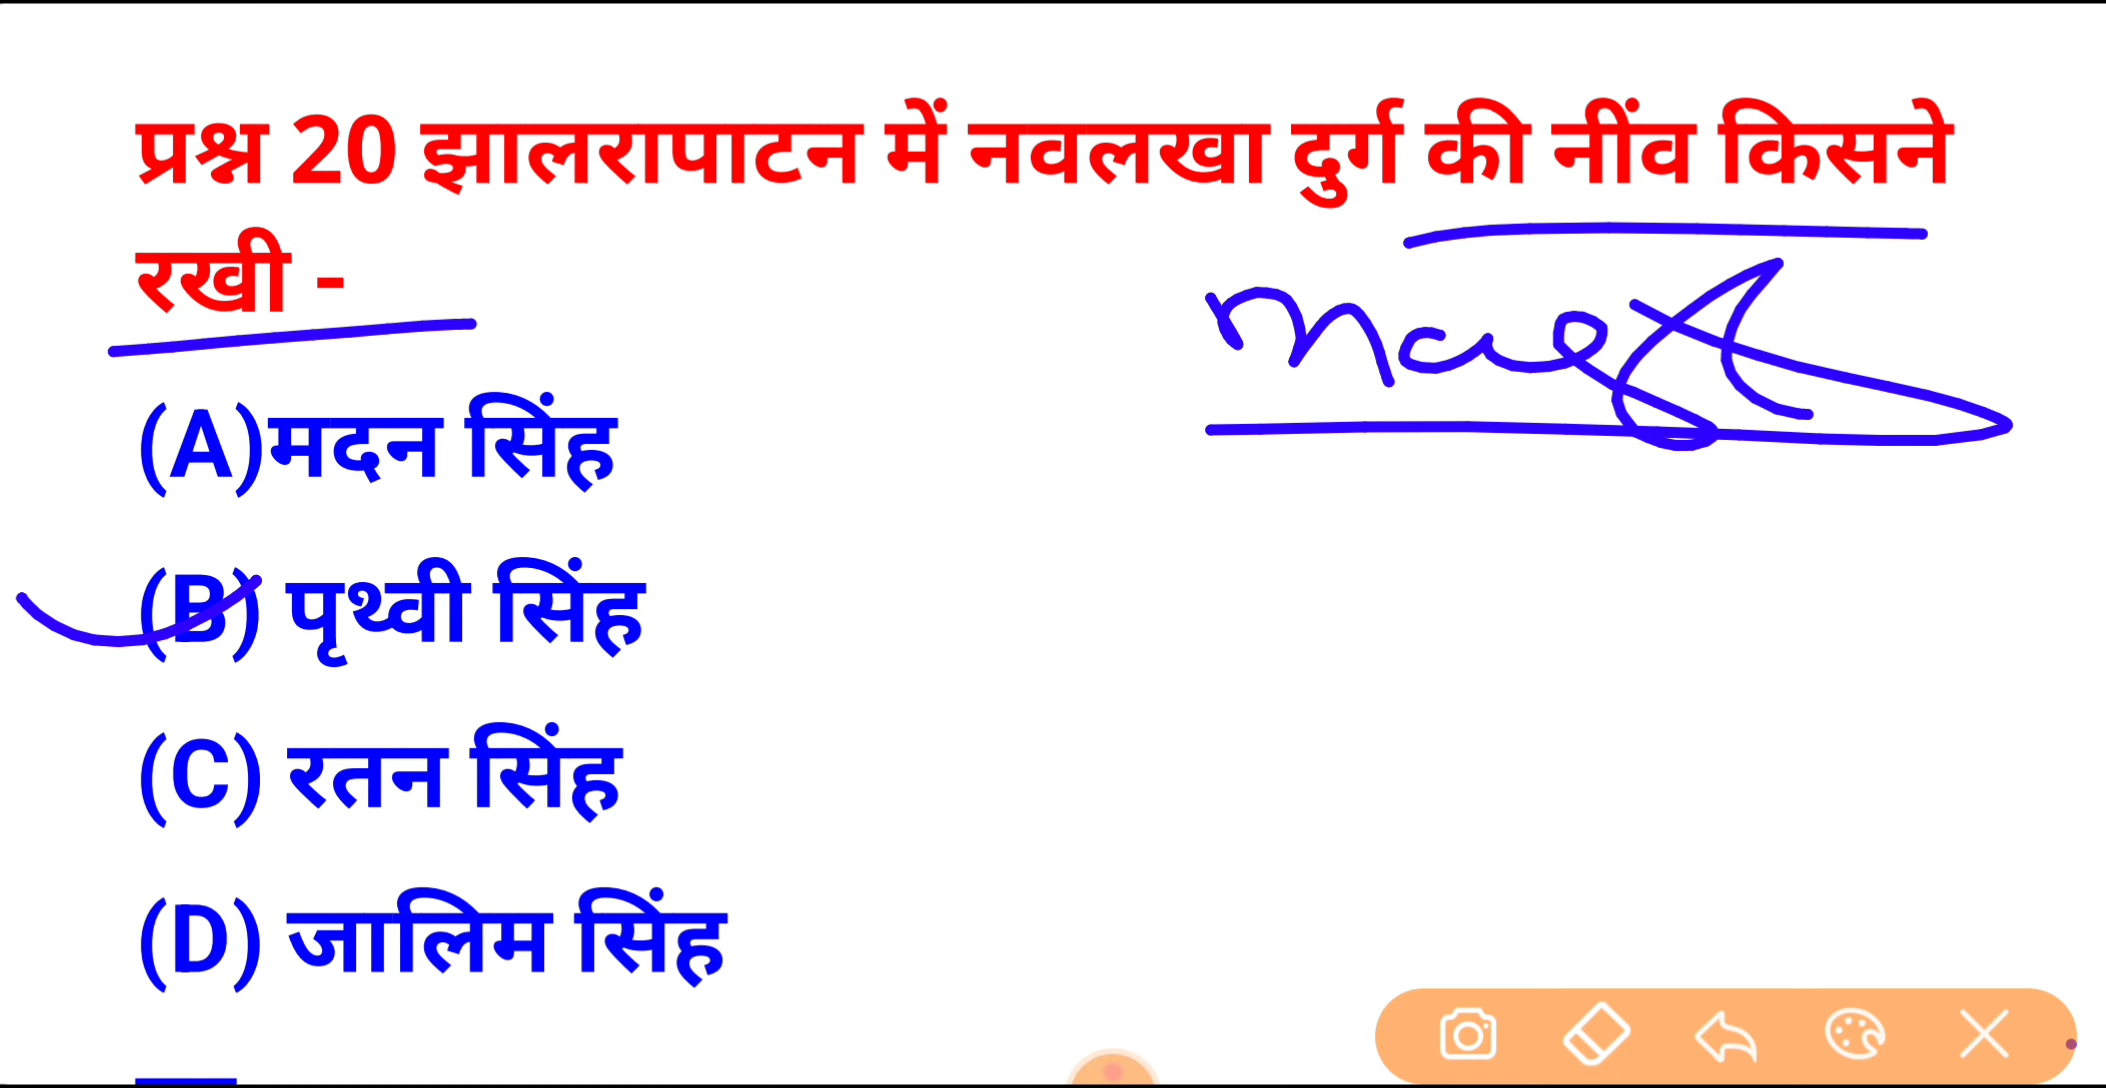 प्रश्न 20 झालरापाटन में नवलखा दुर्ग की नींव किसने
रखी -
(A)मदन सिंह
(B) पृथ्वी सिंह
(C) रतन सिंह
(D) जालिम सिंह